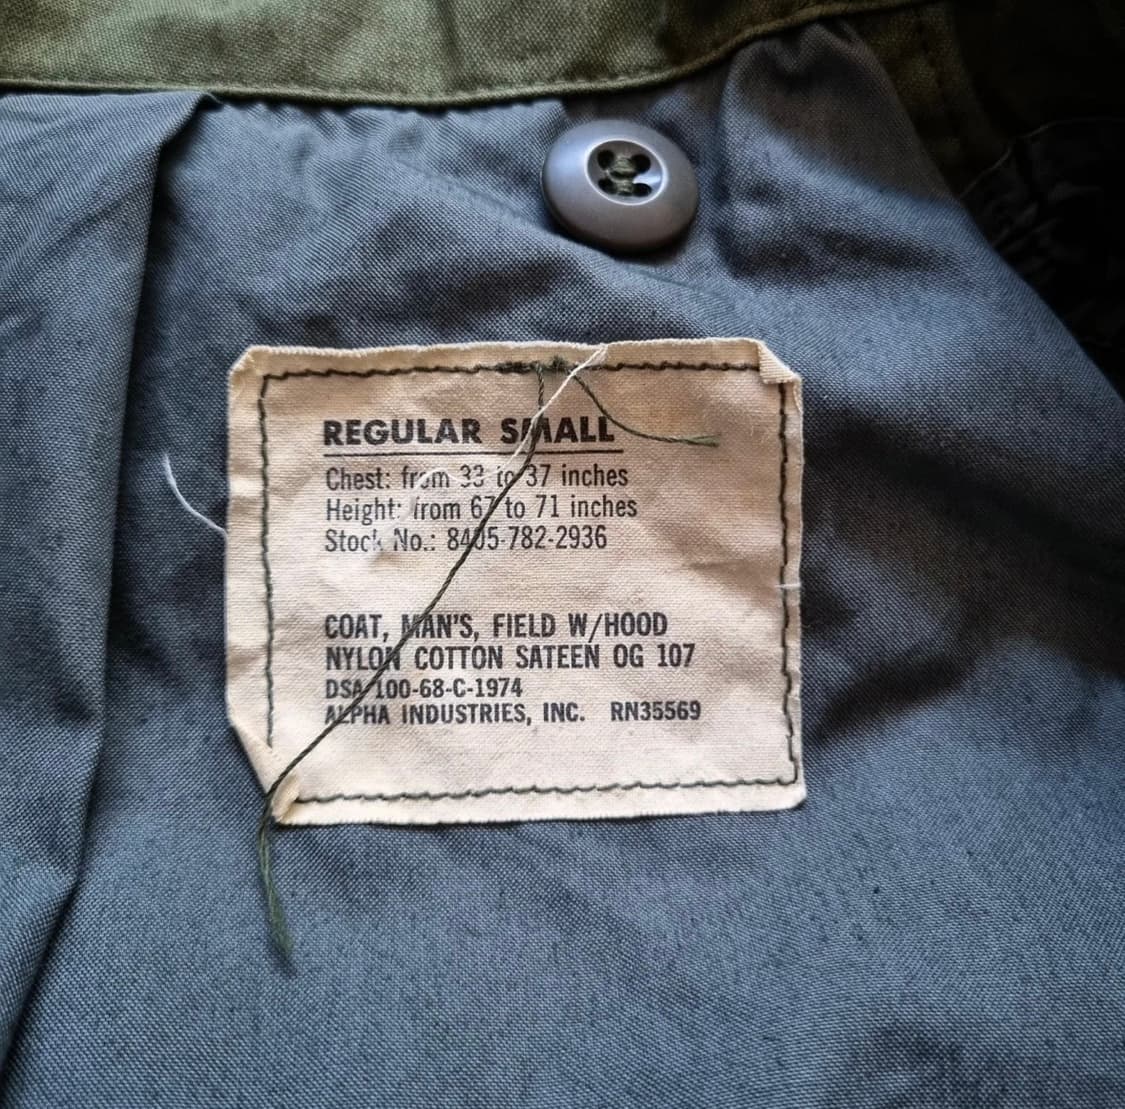 REGULAR SMALL
Chest: from 33 to 37 inches
Height: from 67 to 71 inches
Stock No.: 8405-782-2936
COAT, MAN'S, FIELD W/HOOD
NYLON COTTON SATEEN OG 107
DSA 100-68-C-1974
ALPHA INDUSTRIES, INC. RN35569